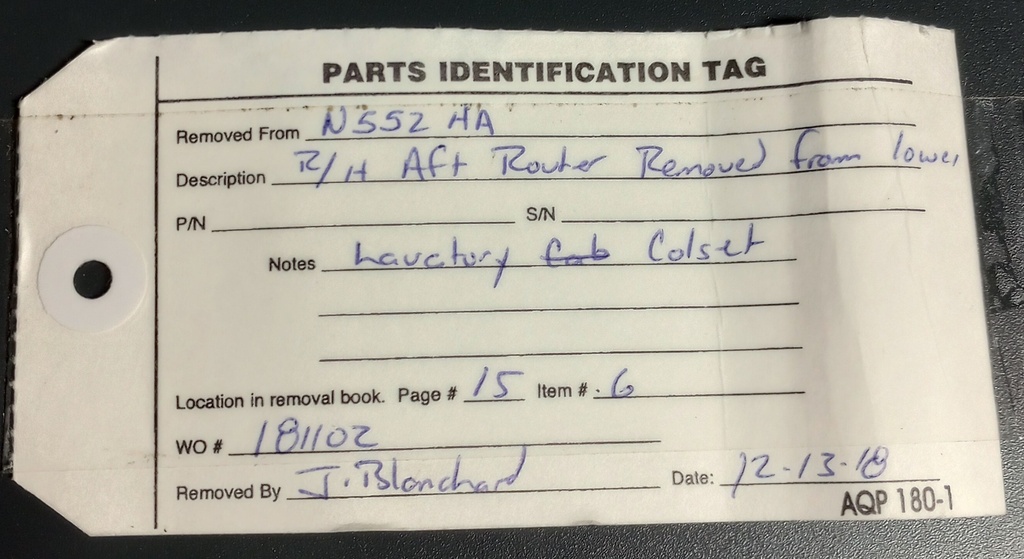 PARTS IDENTIFICATION TAG
Removed From N552 HA
Description R/H Aft Router Removed from lower
P/N S/N
Notes Lavatory Cab Colset
Location in removal book. Page # 15 Item # . 6
WO # 181102
Removed By J. Blanchard Date: 12-13-18
AQP 180-1